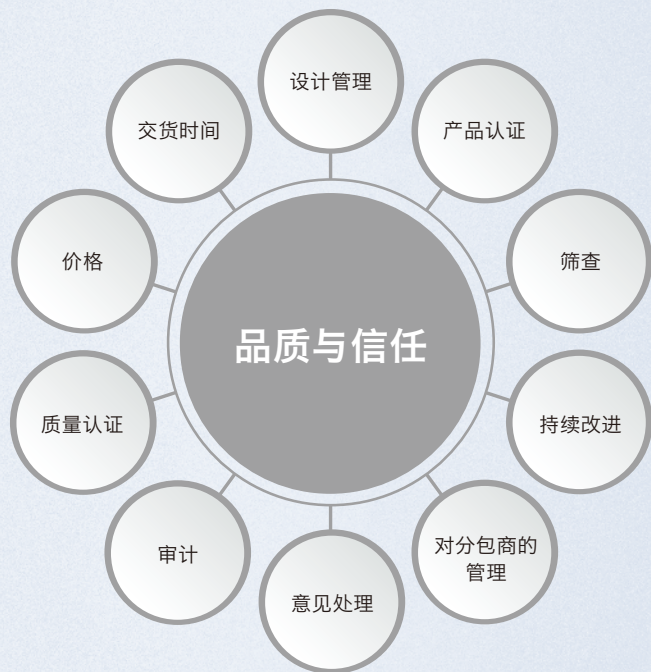 设计管理
产品认证
筛查
持续改进
对分包商的
管理
意见处理
审计
质量认证
价格
交货时间
品质与信任